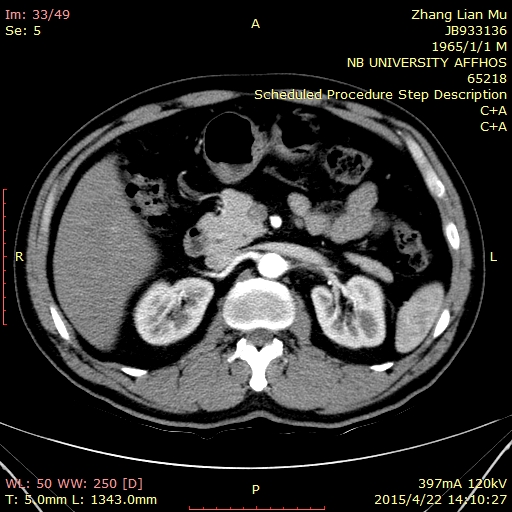 Im: 33/49
Se: 5
A
Zhang Lian Mu
JB933136
1965/1/1 M
NB UNIVERSITY AFFHOS
65218
Scheduled Procedure Step Description
C+A
C+A
R
L
WL: 50 WW: 250 [D]
T: 5.0mm L: 1343.0mm
P
397mA 120kV
2015/4/22 14:10:27